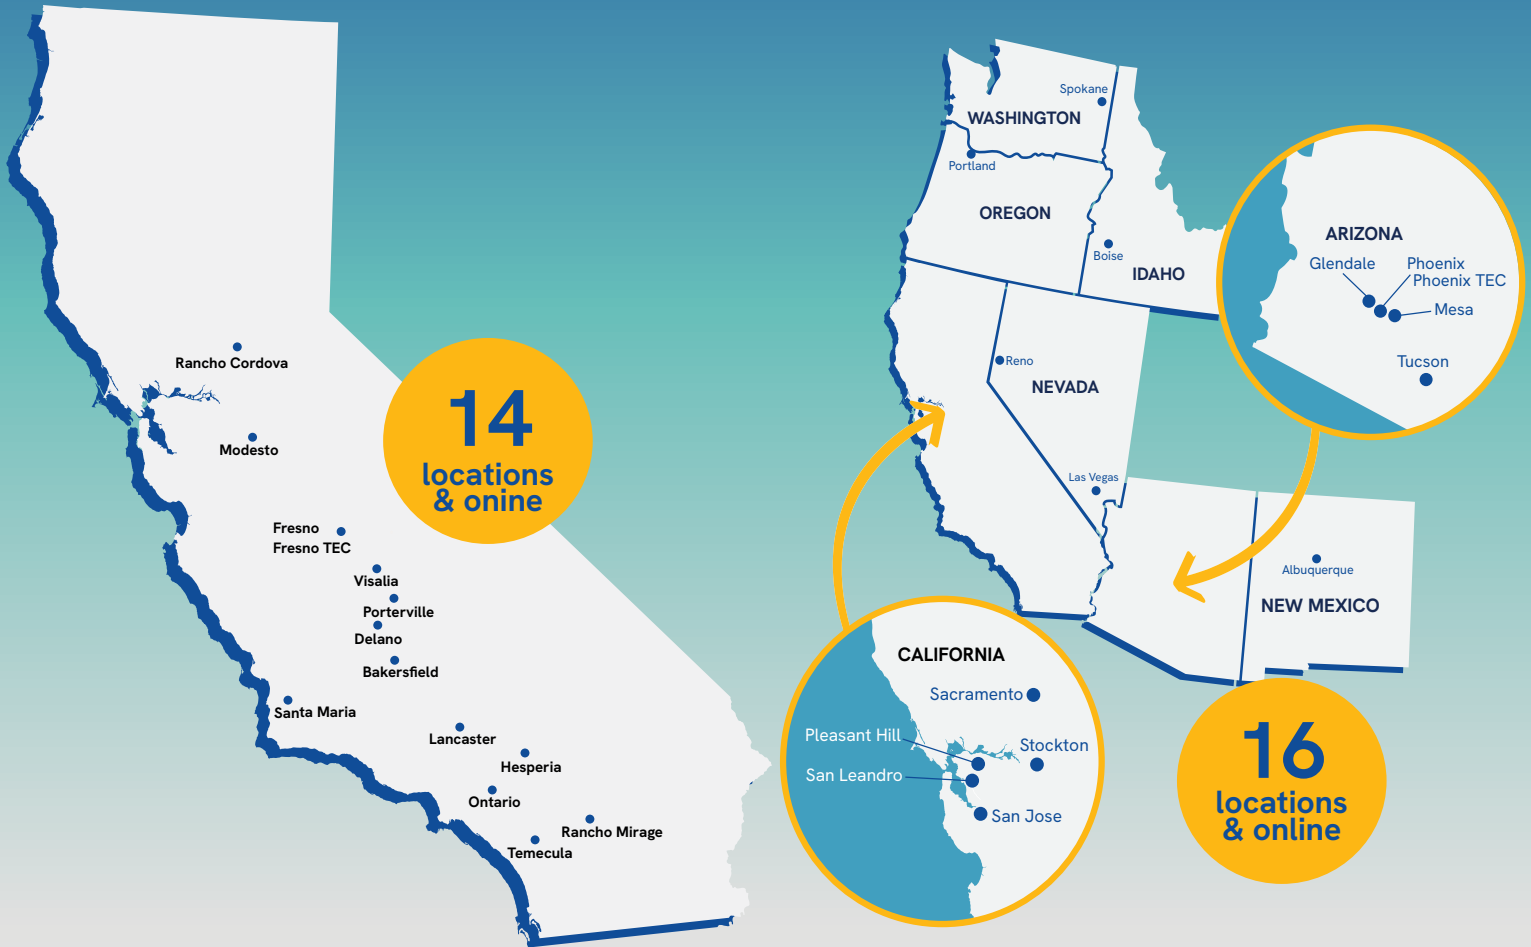 Rancho Cordova
Modesto
Fresno
Fresno TEC
Visalia
Porterville
Delano
Bakersfield
Santa Maria
Lancaster
Hesperia
Ontario
Rancho Mirage
Temecula
14
locations
& onine
Spokane
WASHINGTON
Portland
OREGON
Boise
IDAHO
Reno
NEVADA
Las Vegas
Albuquerque
NEW MEXICO
ARIZONA
Glendale
Phoenix
Phoenix TEC
Mesa
Tucson
CALIFORNIA
Sacramento
Pleasant Hill
Stockton
San Leandro
San Jose
16
locations
& online